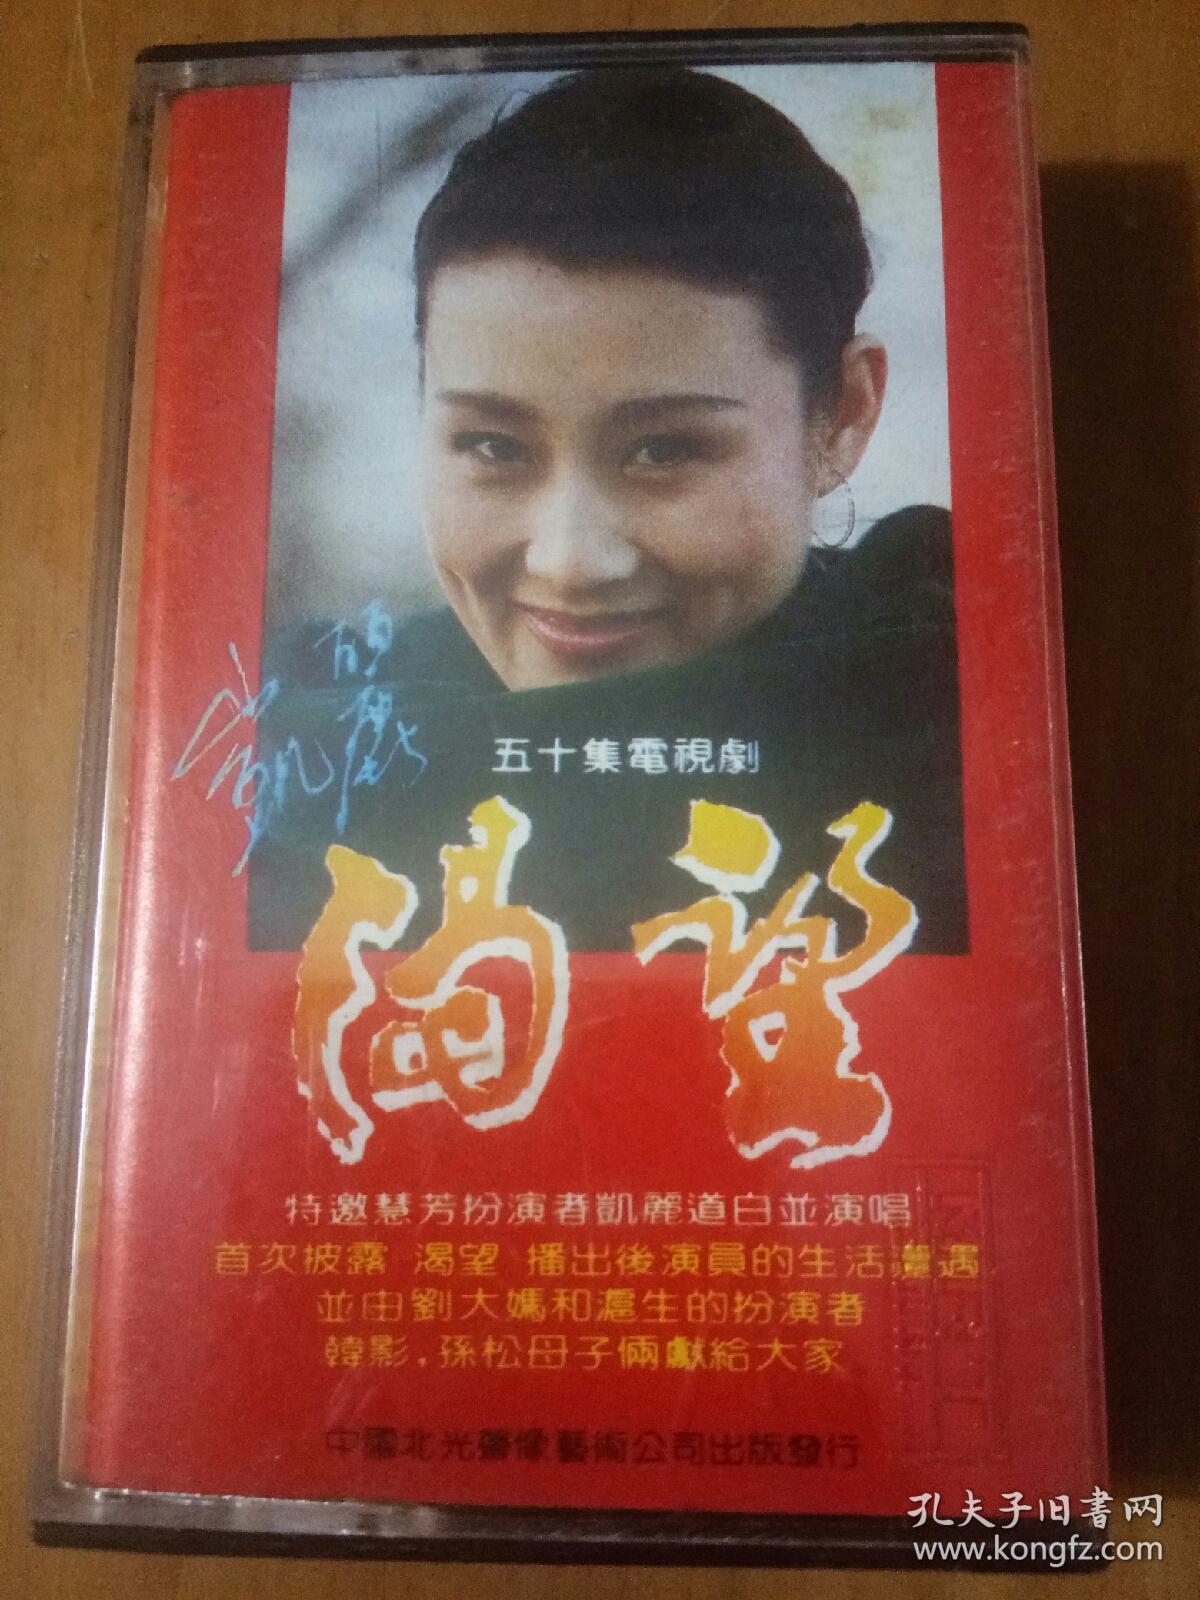 凱麗
五十集電視劇
渴望
特邀慧芳扮演者凱麗道白並演唱
首次披露 渴望 播出後演員的生活遭遇
並由劉大媽和滬生的扮演者
韓影,孫松母子倆獻給大家
中國北光聲像藝術公司出版發行
孔夫子旧書网
www.kongfz.com